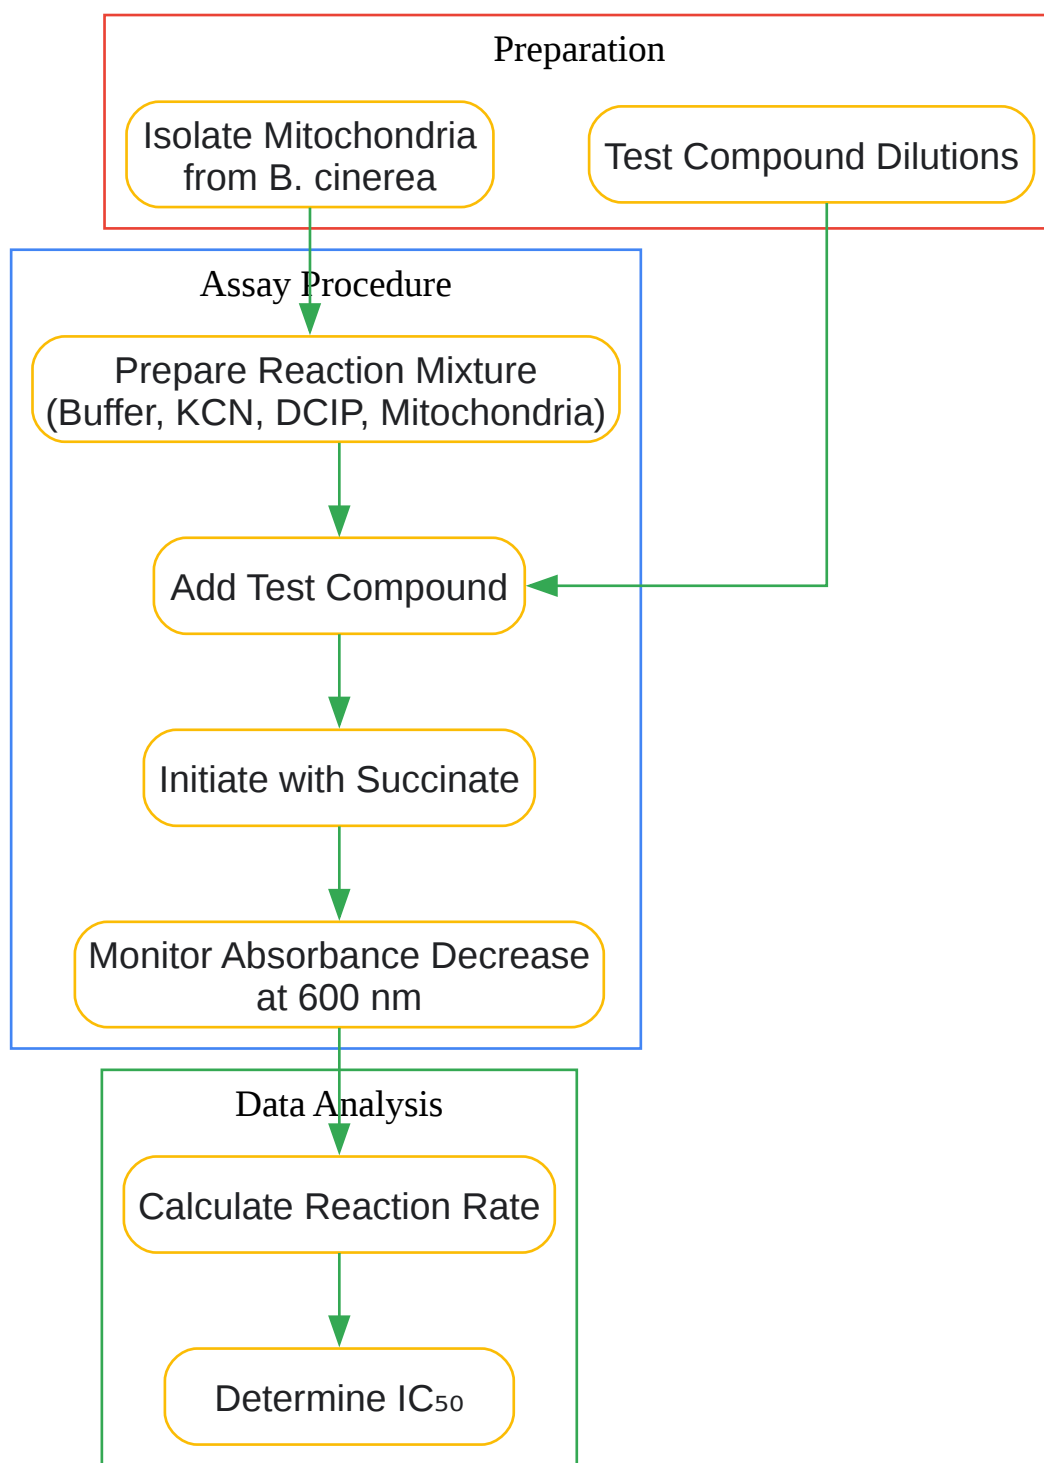 Preparation
Isolate Mitochondria
from B. cinerea
Test Compound Dilutions
Assay Procedure
Prepare Reaction Mixture
(Buffer, KCN, DCIP, Mitochondria)
Add Test Compound
Initiate with Succinate
Monitor Absorbance Decrease
at 600 nm
Data Analysis
Calculate Reaction Rate
Determine IC₅₀